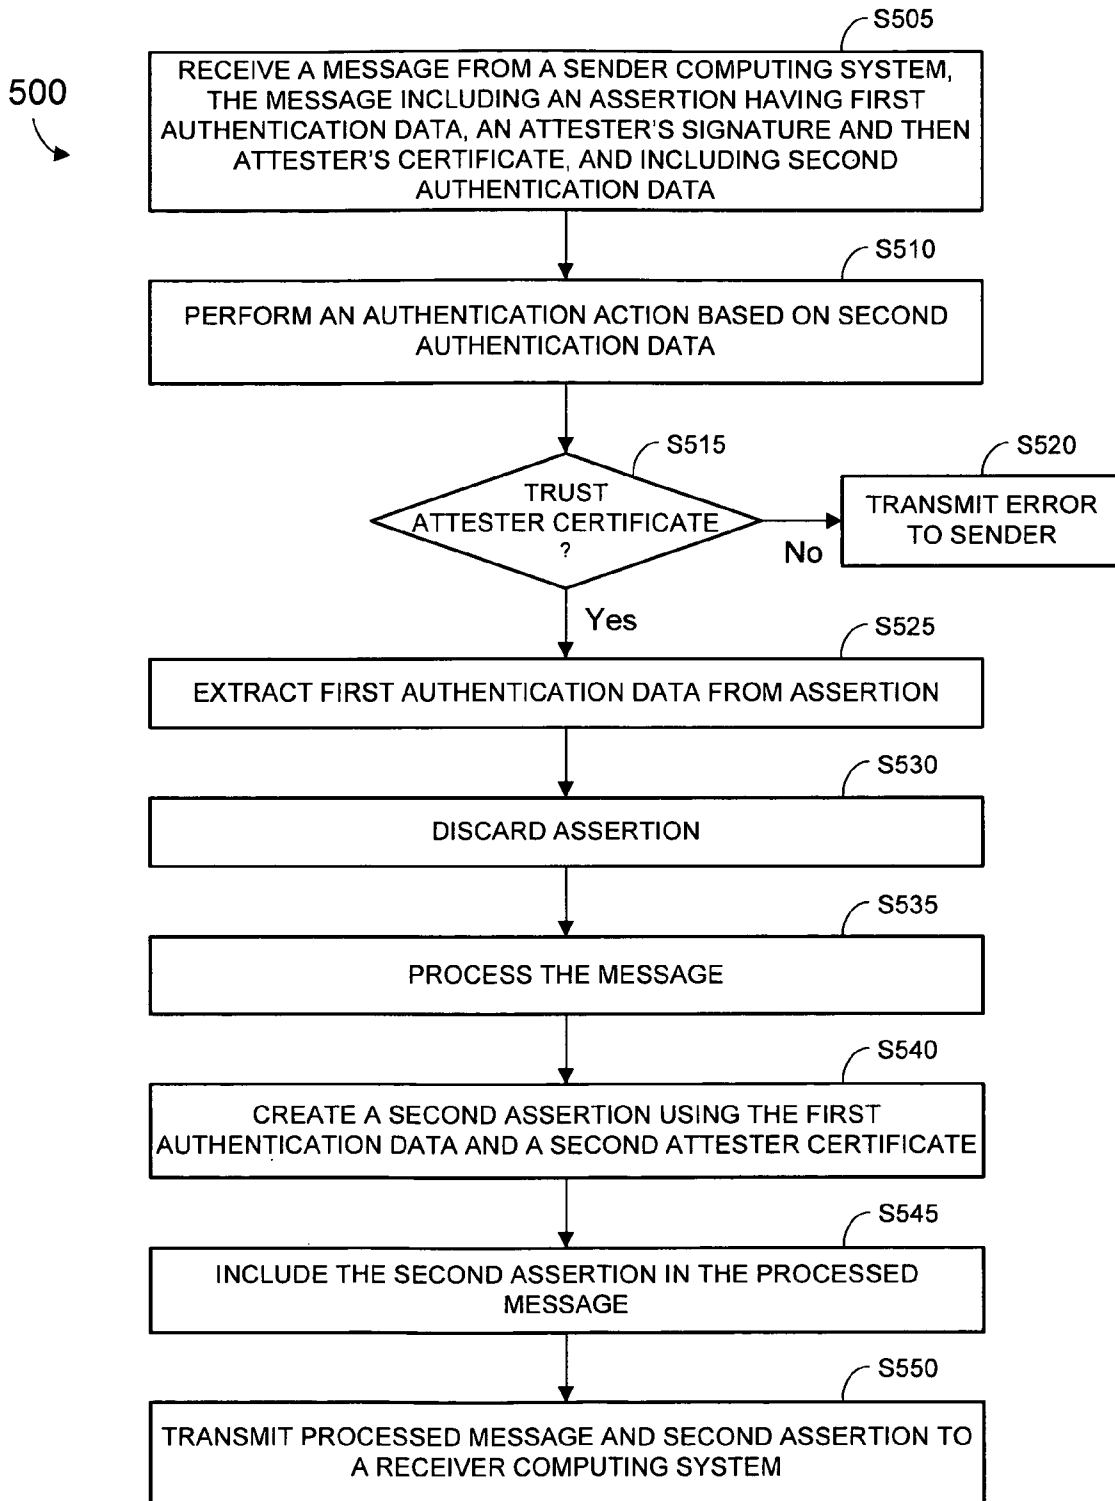 500
S505
RECEIVE A MESSAGE FROM A SENDER COMPUTING SYSTEM,
THE MESSAGE INCLUDING AN ASSERTION HAVING FIRST
AUTHENTICATION DATA, AN ATTESTER'S SIGNATURE AND THEN
ATTESTER'S CERTIFICATE, AND INCLUDING SECOND
AUTHENTICATION DATA
S510
PERFORM AN AUTHENTICATION ACTION BASED ON SECOND
AUTHENTICATION DATA
S515
TRUST
ATTESTER CERTIFICATE
?
No
S520
TRANSMIT ERROR
TO SENDER
Yes
S525
EXTRACT FIRST AUTHENTICATION DATA FROM ASSERTION
S530
DISCARD ASSERTION
S535
PROCESS THE MESSAGE
S540
CREATE A SECOND ASSERTION USING THE FIRST
AUTHENTICATION DATA AND A SECOND ATTESTER CERTIFICATE
S545
INCLUDE THE SECOND ASSERTION IN THE PROCESSED
MESSAGE
S550
TRANSMIT PROCESSED MESSAGE AND SECOND ASSERTION TO
A RECEIVER COMPUTING SYSTEM